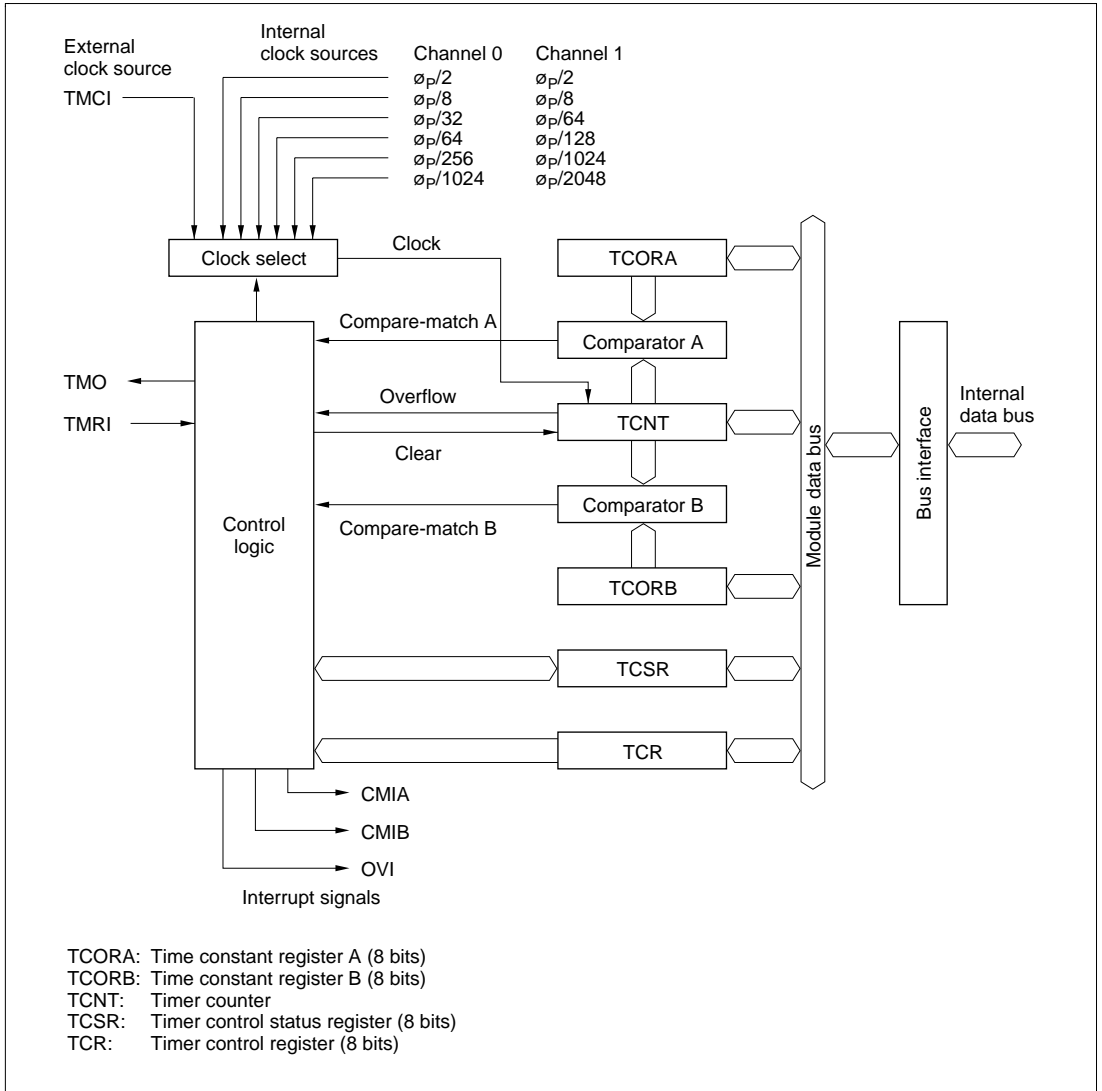 External
clock source
TMCI
Internal
clock sources
Channel 0 Channel 1
øP/2 øP/2
øP/8 øP/8
øP/32 øP/64
øP/64 øP/128
øP/256 øP/1024
øP/1024 øP/2048
Clock select
Clock
TCORA
Compare-match A
Comparator A
TMO
TMRI
Overflow
TCNT
Clear
Comparator B
Compare-match B
Control
logic
TCORB
TCSR
TCR
Module data bus
Bus interface
Internal
data bus
CMIA
CMIB
OVI
Interrupt signals
TCORA: Time constant register A (8 bits)
TCORB: Time constant register B (8 bits)
TCNT: Timer counter
TCSR: Timer control status register (8 bits)
TCR: Timer control register (8 bits)